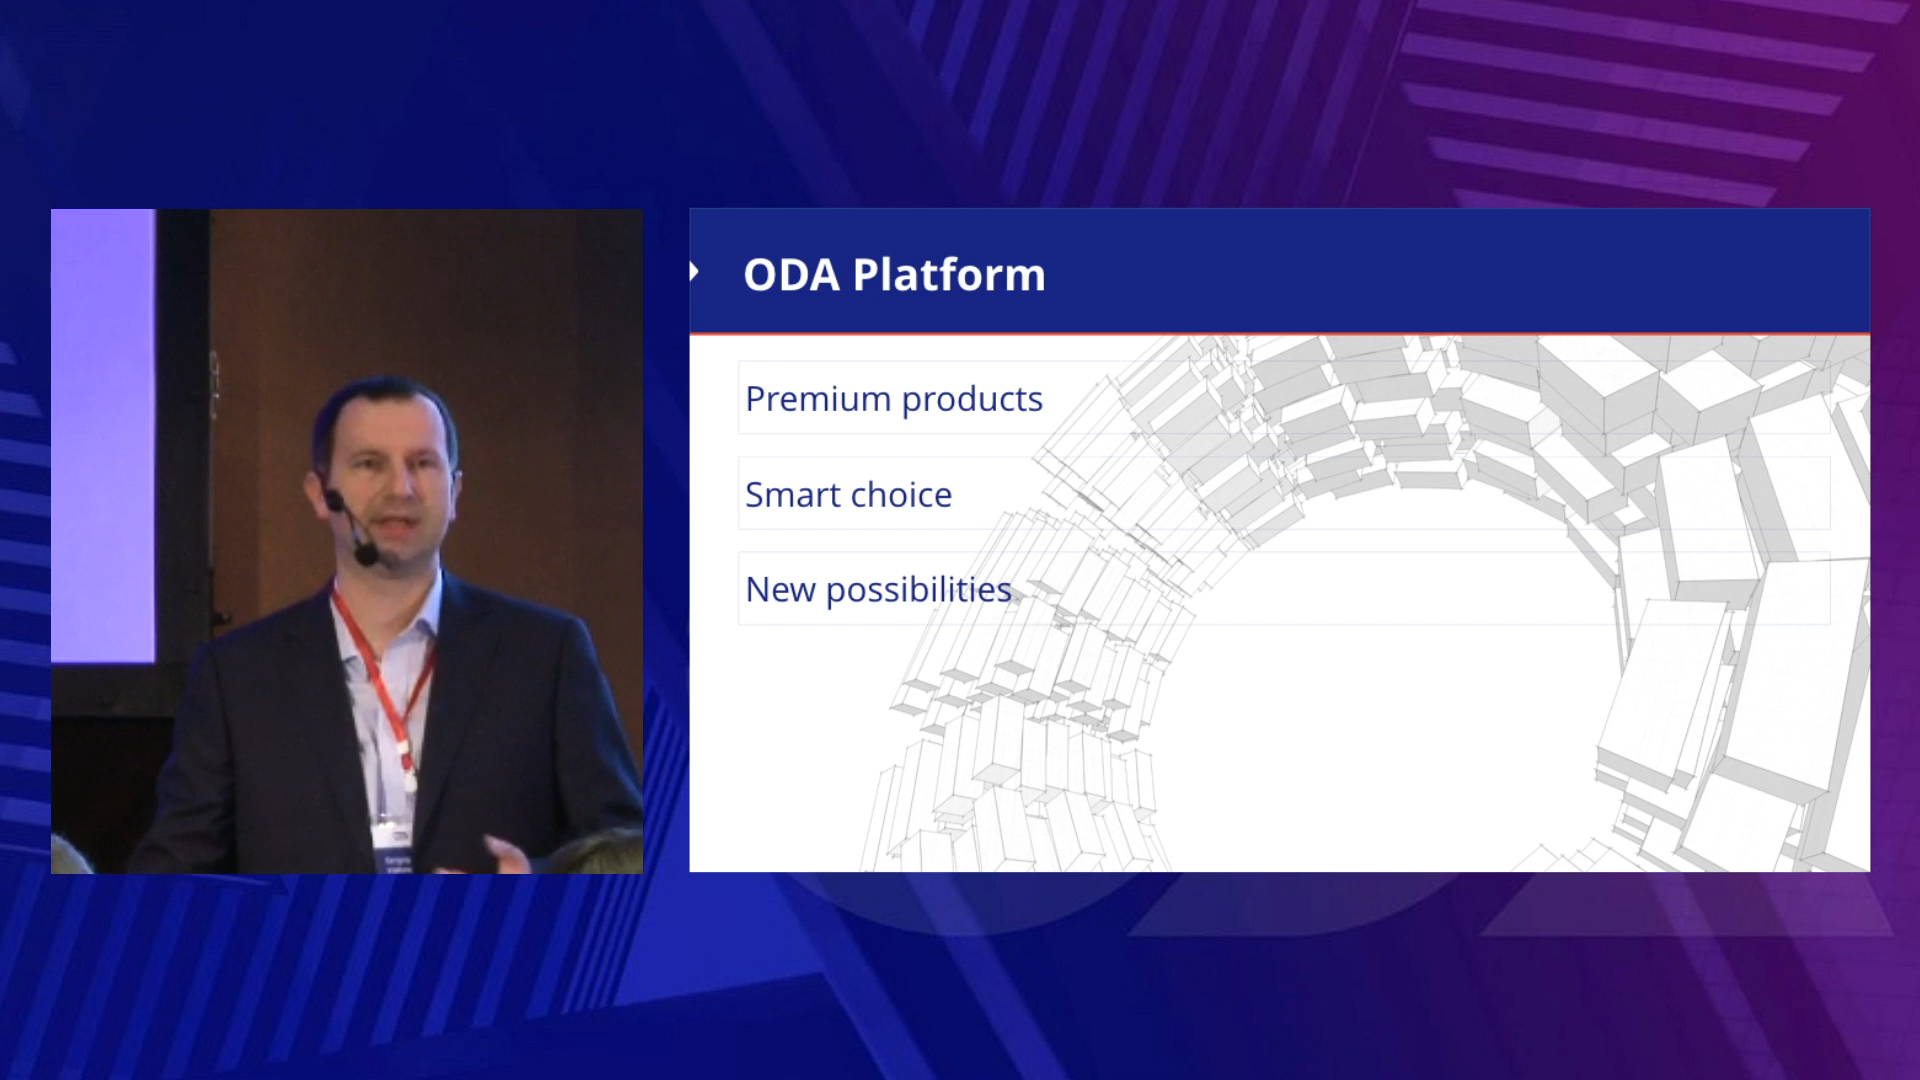 ODA Platform
Premium products
Smart choice
New possibilities